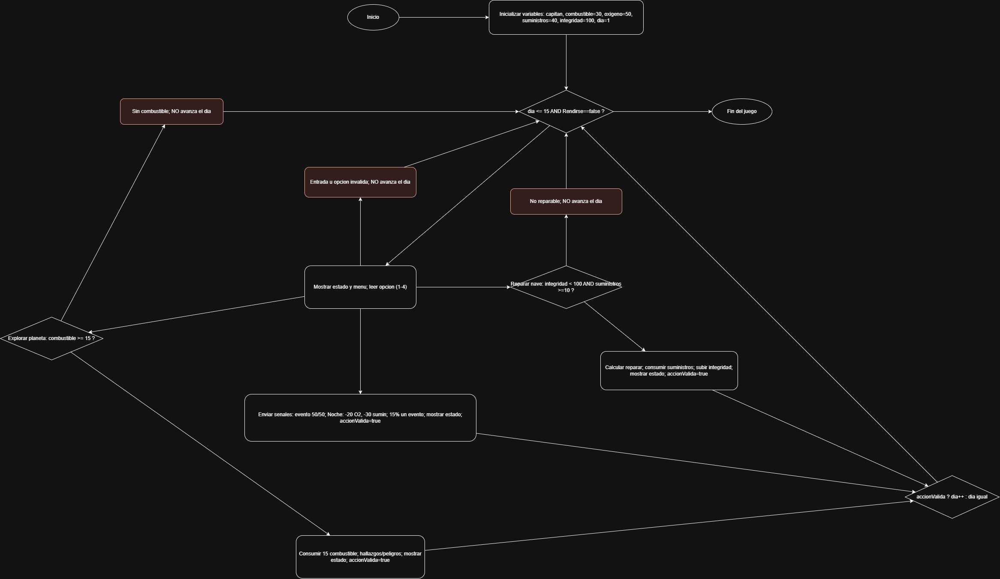 Inicio
Inicializar variables: capitan, combustible=30, oxigeno=50,
suministros=40, integridad=100, dia=1
Sin combustible; NO avanza el dia
dia <= 15 AND Rendirse==false ?
Fin del juego
Entrada u opcion invalida; NO avanza el dia
No reparable; NO avanza el dia
Mostrar estado y menu; leer opcion (1-4)
Reparar nave: integridad < 100 AND suministros
>=10 ?
Explorar planeta: combustible >= 15 ?
Calcular reparar; consumir suministros; subir integridad;
mostrar estado; accionValida=true
Enviar senales: evento 50/50; Noche: -20 O2, -30 sumin; 15% un evento; mostrar estado;
accionValida=true
accionValida ? dia++ : dia igual
Consumir 15 combustible; hallazgos/peligros; mostrar
estado; accionValida=true